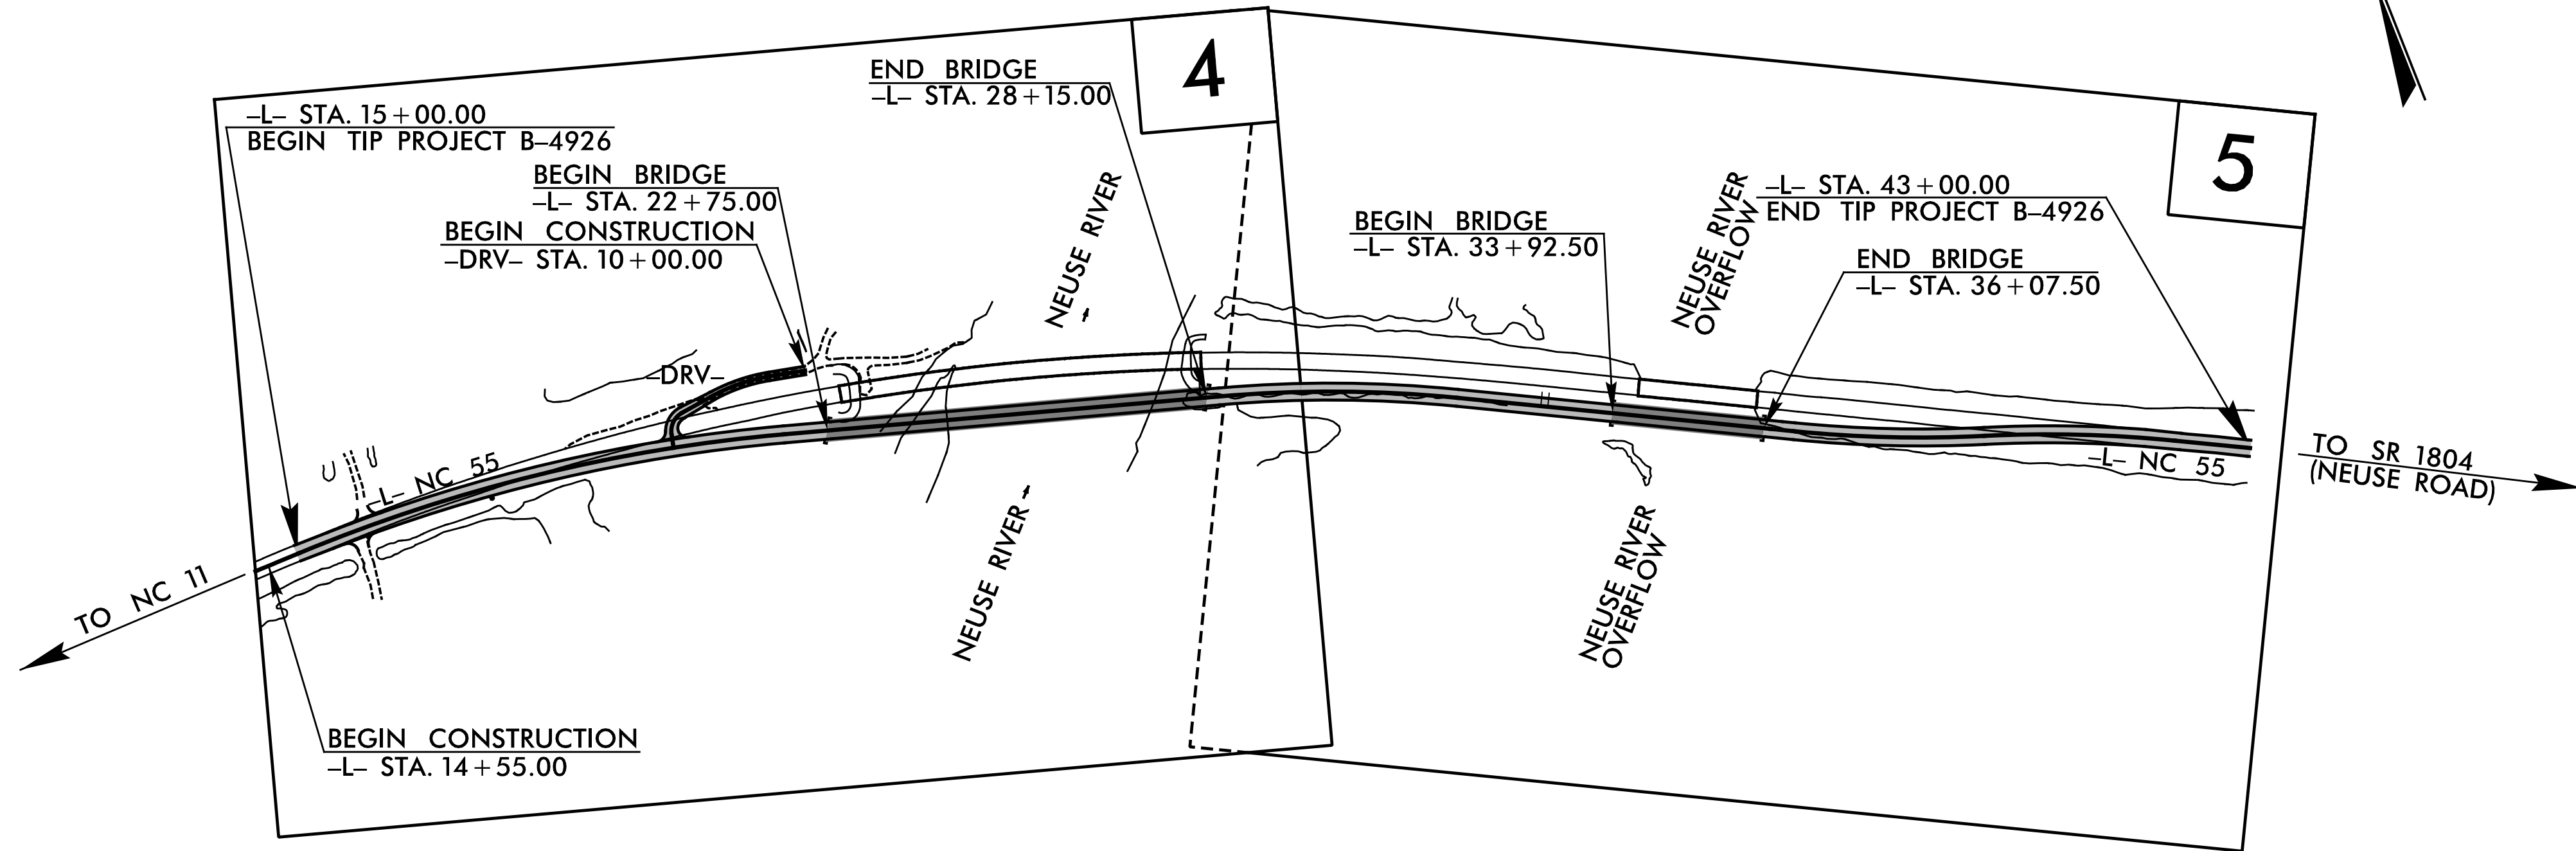 4
5
END BRIDGE
–L– STA. 28+15.00
–L– STA. 15+00.00
BEGIN TIP PROJECT B–4926
BEGIN BRIDGE
–L– STA. 22+75.00
BEGIN CONSTRUCTION
–DRV– STA. 10+00.00
NEUSE RIVER
BEGIN BRIDGE
–L– STA. 33+92.50
NEUSE RIVER
OVERFLOW
–L– STA. 43+00.00
END TIP PROJECT B–4926
END BRIDGE
–L– STA. 36+07.50
–DRV–
–L– NC 55
–L– NC 55
TO SR 1804
(NEUSE ROAD)
TO NC 11
NEUSE RIVER
NEUSE RIVER
OVERFLOW
BEGIN CONSTRUCTION
–L– STA. 14+55.00